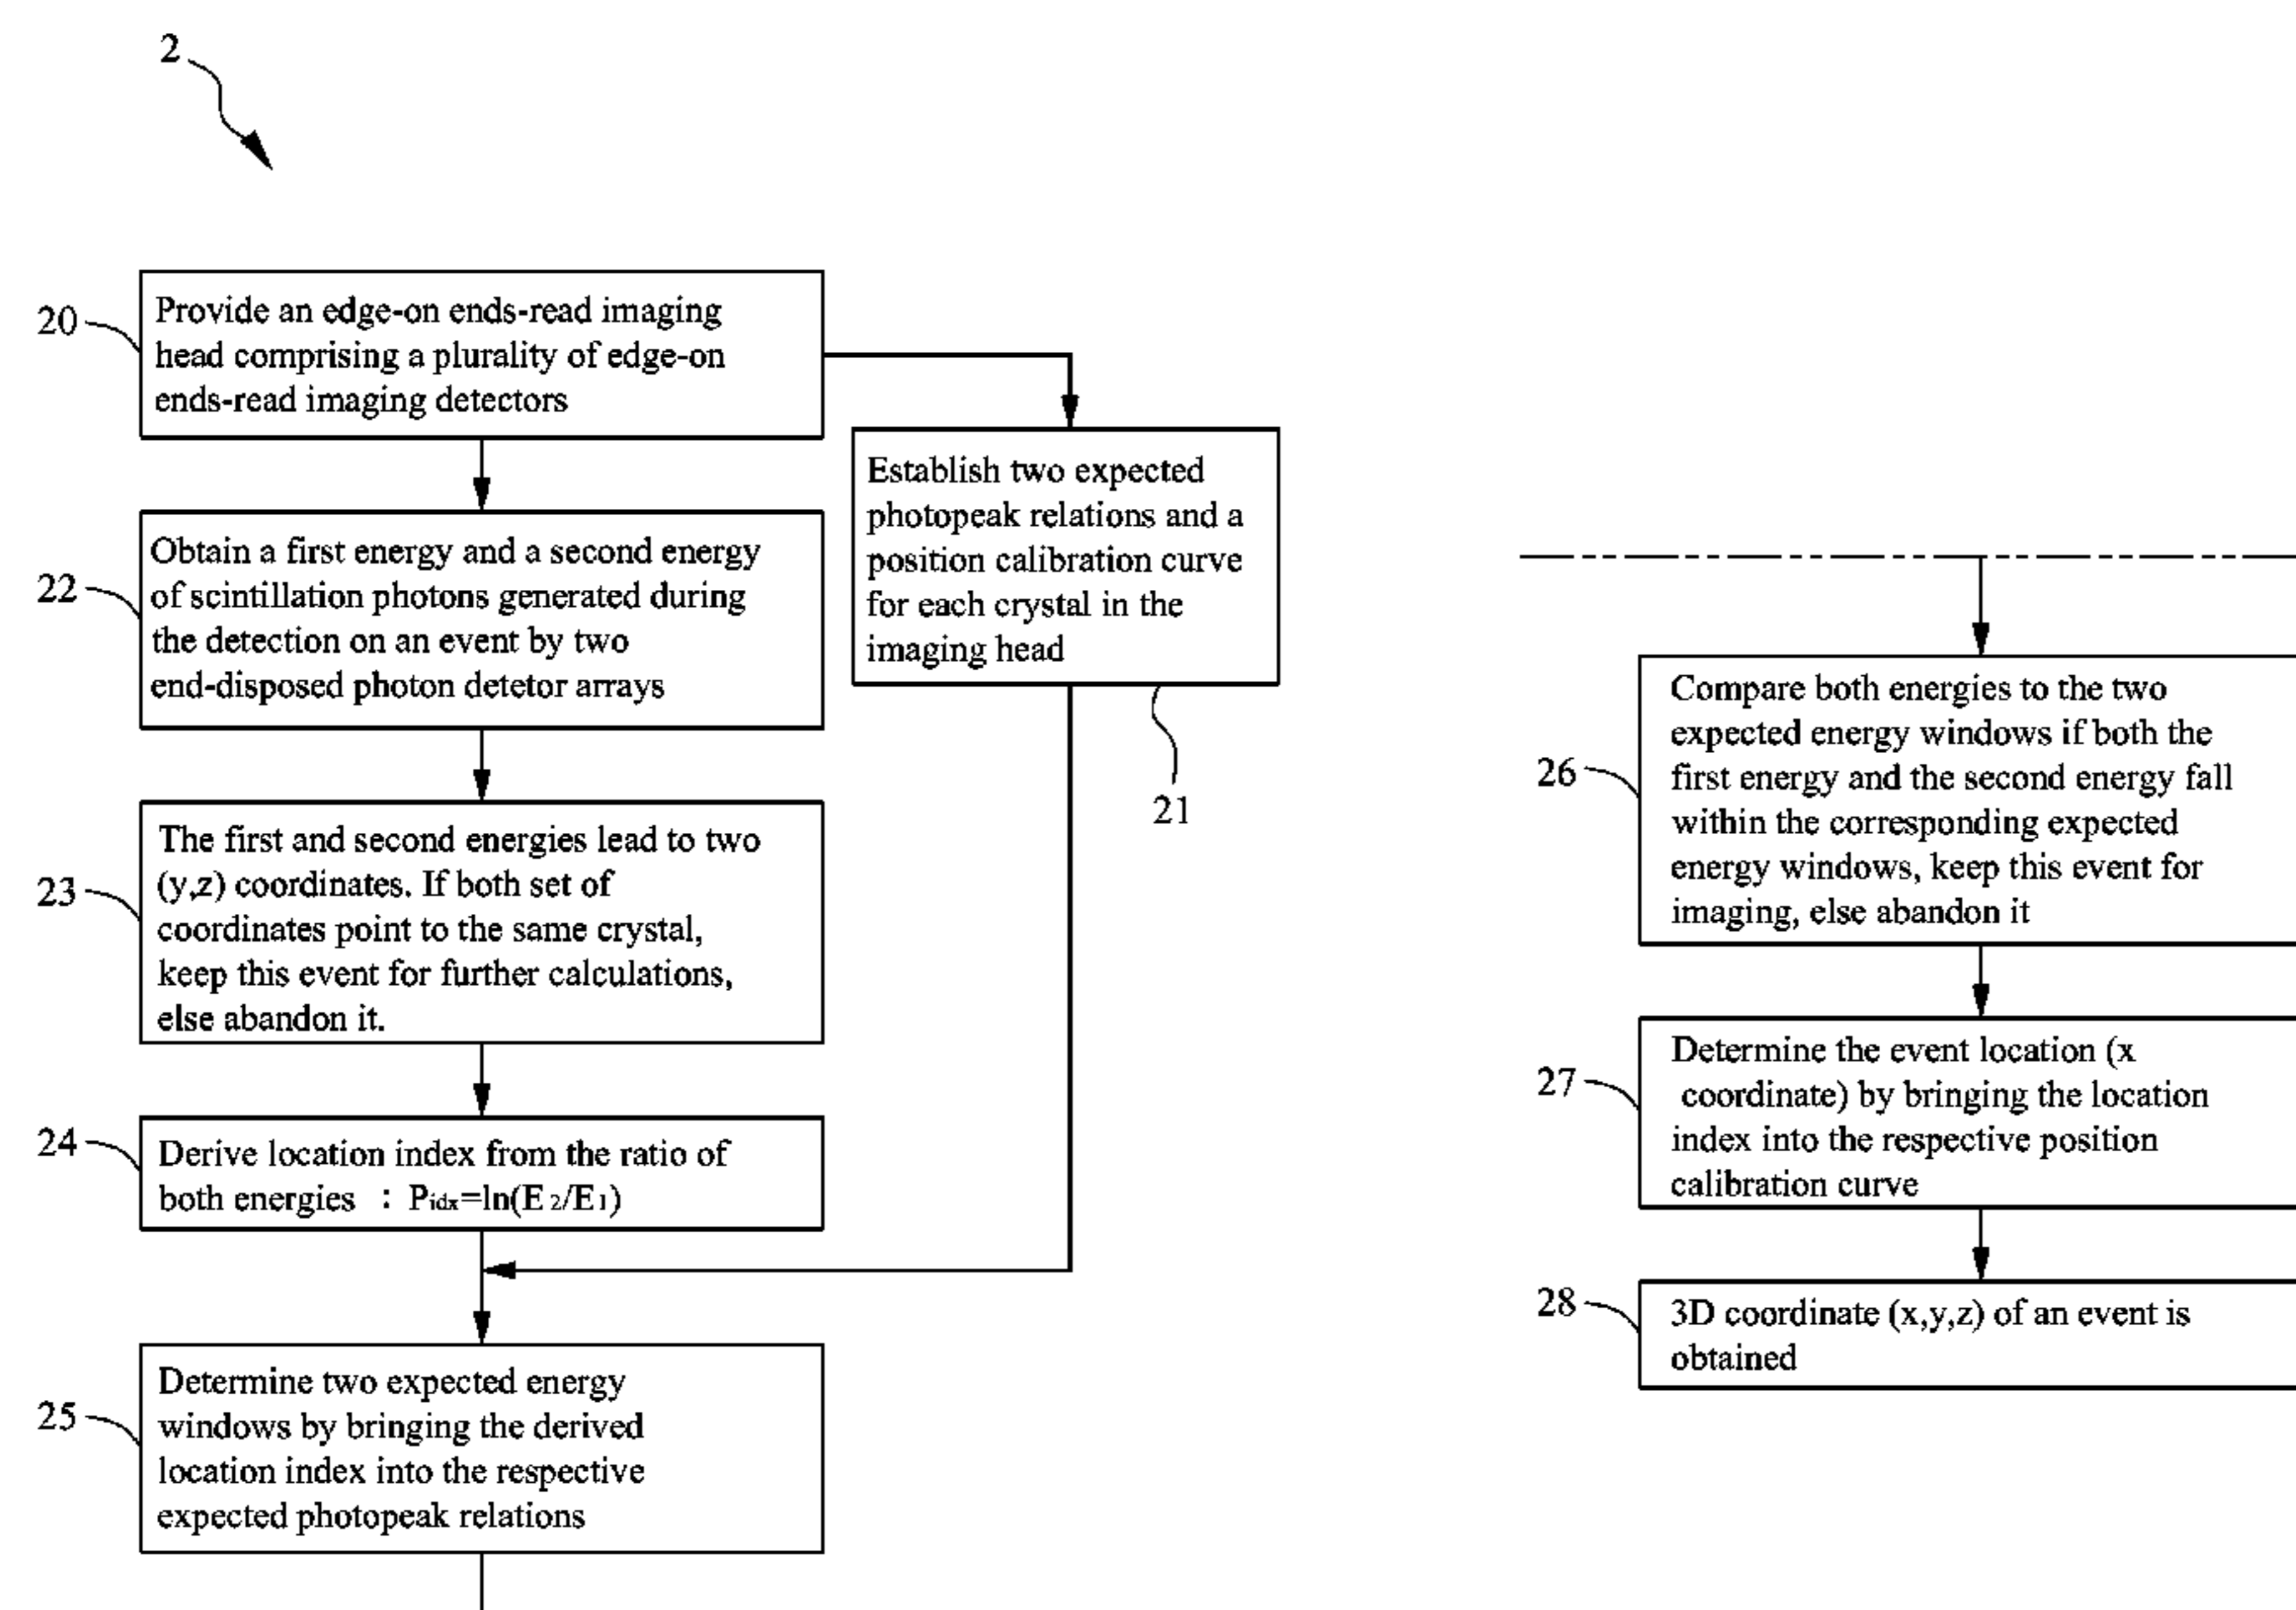 2
20
Provide an edge-on ends-read imaging
head comprising a plurality of edge-on
ends-read imaging detectors
22
Obtain a first energy and a second energy
of scintillation photons generated during
the detection on an event by two
end-disposed photon detetor arrays
Establish two expected
photopeak relations and a
position calibration curve
for each crystal in the
imaging head
21
23
The first and second energies lead to two
(y,z) coordinates. If both set of
coordinates point to the same crystal,
keep this event for further calculations,
else abandon it.
24
Derive location index from the ratio of
both energies : Pidx=ln(E2/E1)
25
Determine two expected energy
windows by bringing the derived
location index into the respective
expected photopeak relations
26
Compare both energies to the two
expected energy windows if both the
first energy and the second energy fall
within the corresponding expected
energy windows, keep this event for
imaging, else abandon it
27
Determine the event location (x
coordinate) by bringing the location
index into the respective position
calibration curve
28
3D coordinate (x,y,z) of an event is
obtained